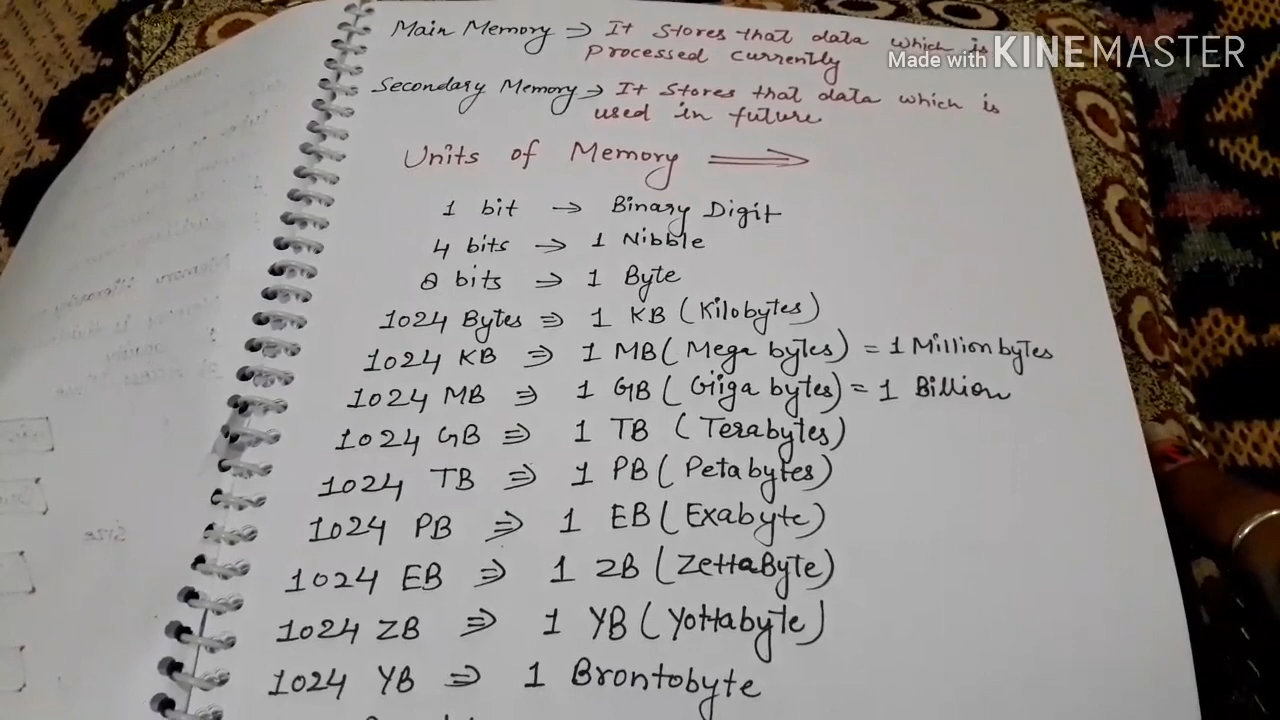 Made with KINEMASTER
Main Memory ⇒ It Stores that data which is
processed currently
Secondary Memory → It Stores that data which is
used in future
Units of Memory ⟹
1 bit → Binary Digit
4 bits → 1 Nibble
8 bits → 1 Byte
1024 Bytes ⇒ 1 KB (Kilobytes)
1024 KB ⇒ 1 MB (Mega bytes) = 1 Million bytes
1024 MB ⇒ 1 GB (Giiga bytes) = 1 Billion
1024 GB ⇒ 1 TB (Terabytes)
1024 TB ⇒ 1 PB (Petabytes)
1024 PB ⇒ 1 EB (Exabyte)
1024 EB ⇒ 1 ZB (ZettaByte)
1024 ZB ⇒ 1 YB (Yottabyte)
1024 YB ⇒ 1 Brontobyte
Size